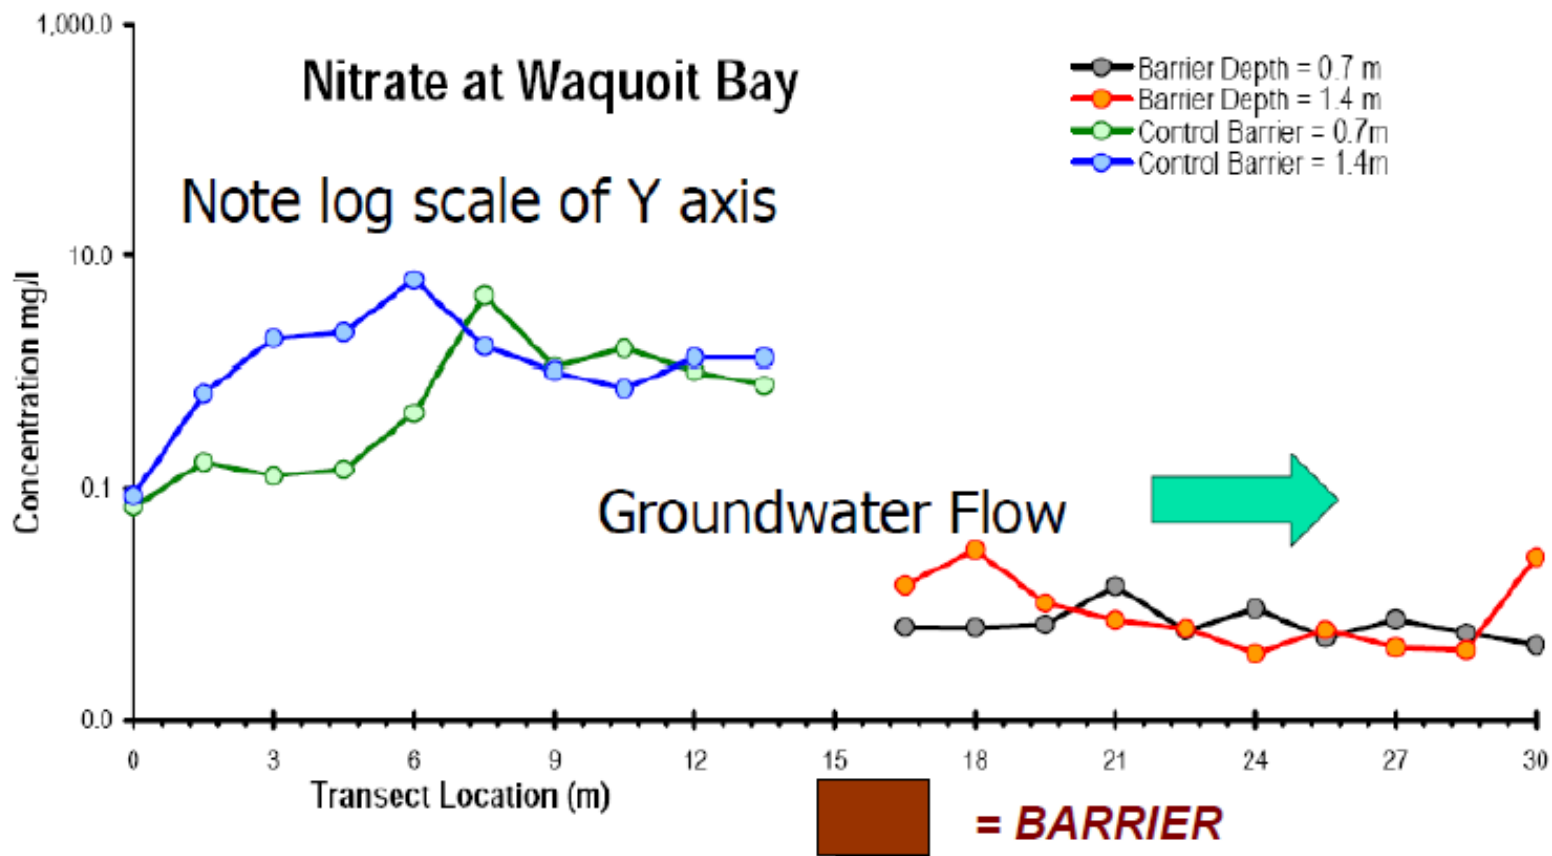 Nitrate at Waquoit Bay
Note log scale of Y axis
Barrier Depth = 0.7 m
Barrier Depth = 1.4 m
Control Barrier = 0.7m
Control Barrier = 1.4m
Concentration mg/l
1,000.0
10.0
0.1
0.0
Groundwater Flow
0 3 6 9 12 15 18 21 24 27 30
Transect Location (m)
= BARRIER